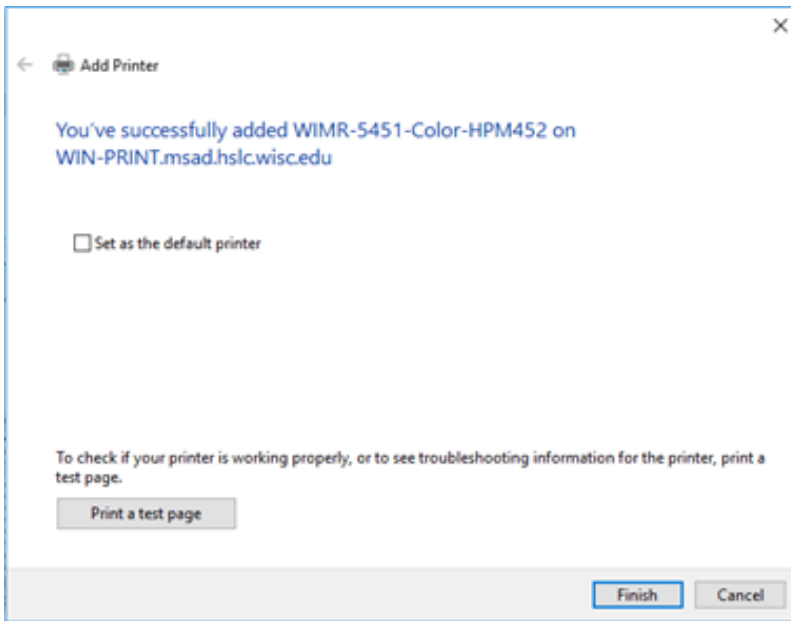 Add Printer
You've successfully added WIMR-5451-Color-HPM452 on
WIN-PRINT.msad.hslc.wisc.edu
Set as the default printer
To check if your printer is working properly, or to see troubleshooting information for the printer, print a
test page.
Print a test page
Finish Cancel